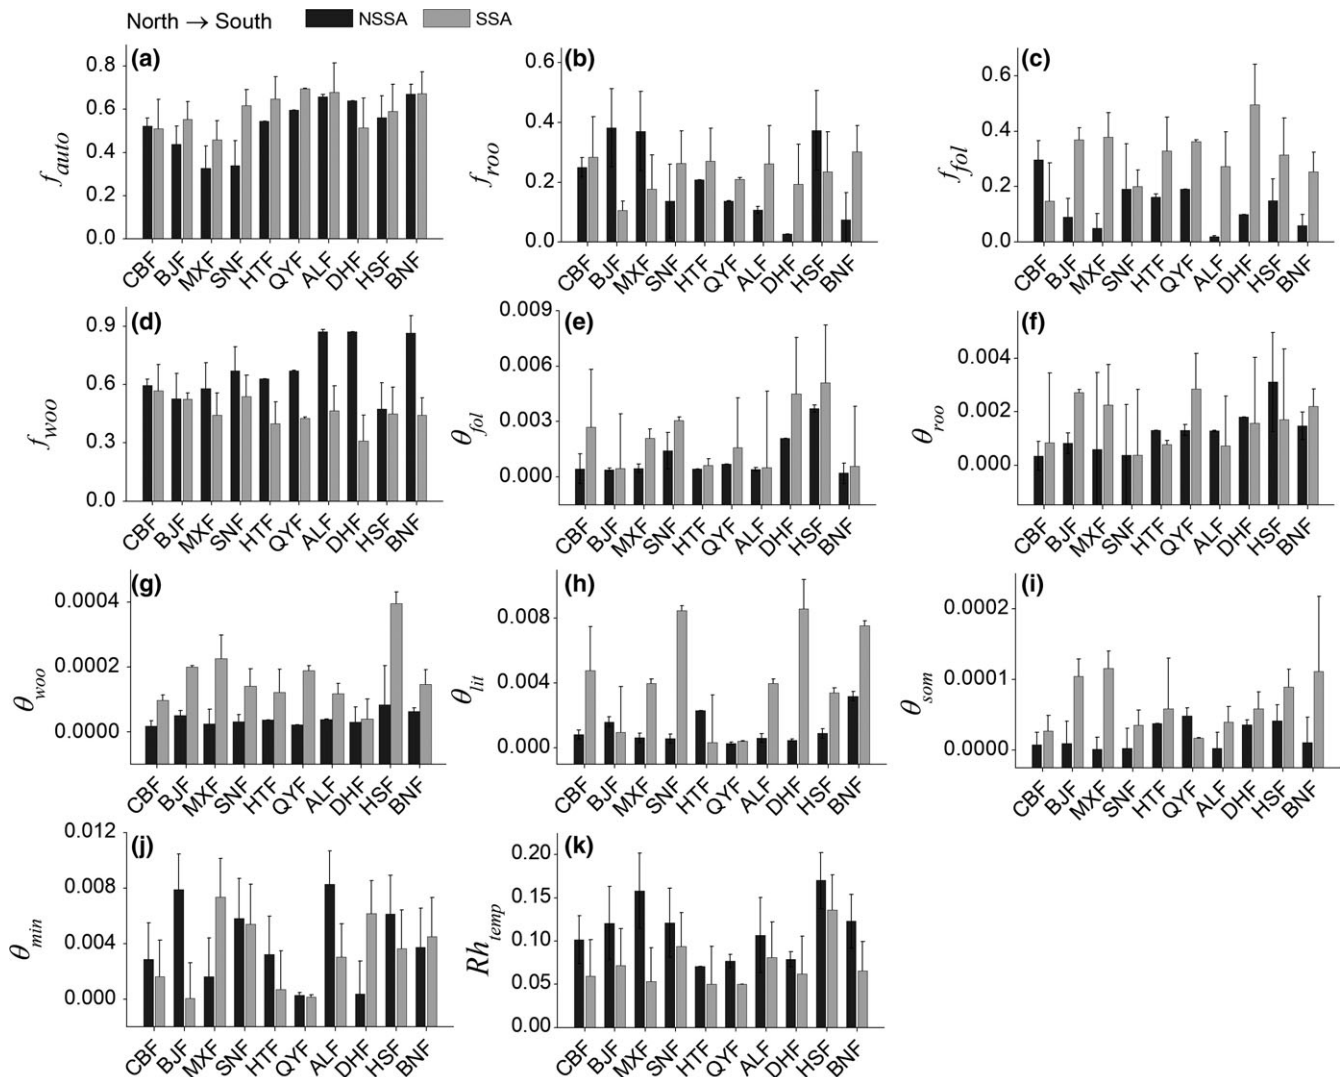 North → South NSSA SSA
(a) (b) (c)
f_auto f_roo f_fol
0.8 0.6 0.4 0.2 0.0
0.6 0.4 0.2 0.0
0.6 0.4 0.2 0.0
CBF BJF MXF SNF HTF QYF ALF DHF HSF BNF
CBF BJF MXF SNF HTF QYF ALF DHF HSF BNF
CBF BJF MXF SNF HTF QYF ALF DHF HSF BNF
(d) (e) (f)
f_woo θ_fol θ_roo
0.9 0.6 0.3 0.0
0.009 0.006 0.003 0.000
0.004 0.002 0.000
CBF BJF MXF SNF HTF QYF ALF DHF HSF BNF
CBF BJF MXF SNF HTF QYF ALF DHF HSF BNF
CBF BJF MXF SNF HTF QYF ALF DHF HSF BNF
(g) (h) (i)
θ_woo θ_lit θ_som
0.0004 0.0002 0.0000
0.008 0.004 0.000
0.0002 0.0001 0.0000
CBF BJF MXF SNF HTF QYF ALF DHF HSF BNF
CBF BJF MXF SNF HTF QYF ALF DHF HSF BNF
CBF BJF MXF SNF HTF QYF ALF DHF HSF BNF
(j) (k)
θ_min Rh_temp
0.012 0.008 0.004 0.000
0.20 0.15 0.10 0.05 0.00
CBF BJF MXF SNF HTF QYF ALF DHF HSF BNF
CBF BJF MXF SNF HTF QYF ALF DHF HSF BNF